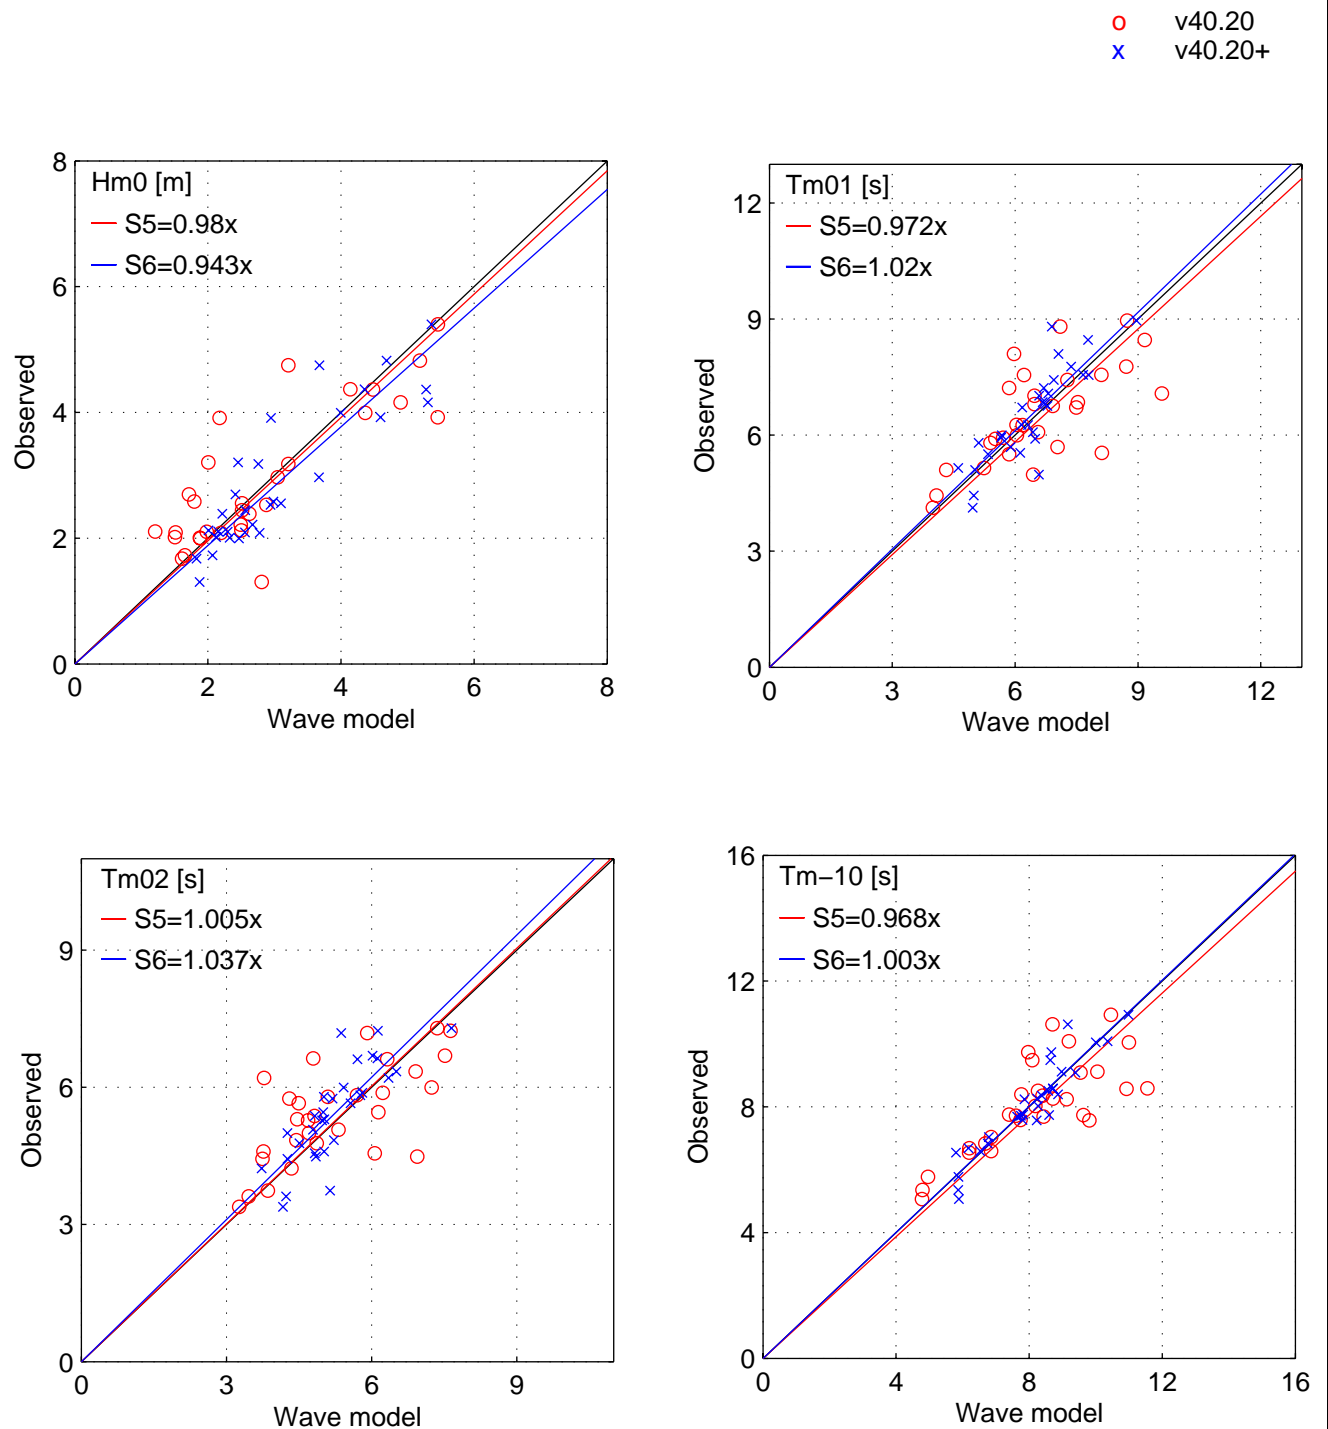 o v40.20
x v40.20+
Hm0 [m]
S5=0.98x
S6=0.943x
8
6
4
2
0
0 2 4 6 8
Observed
Wave model
Tm01 [s]
S5=0.972x
S6=1.02x
12
9
6
3
0
0 3 6 9 12
Observed
Wave model
Tm02 [s]
S5=1.005x
S6=1.037x
9
6
3
0
0 3 6 9
Observed
Wave model
Tm−10 [s]
S5=0.968x
S6=1.003x
16
12
8
4
0
0 4 8 12 16
Observed
Wave model